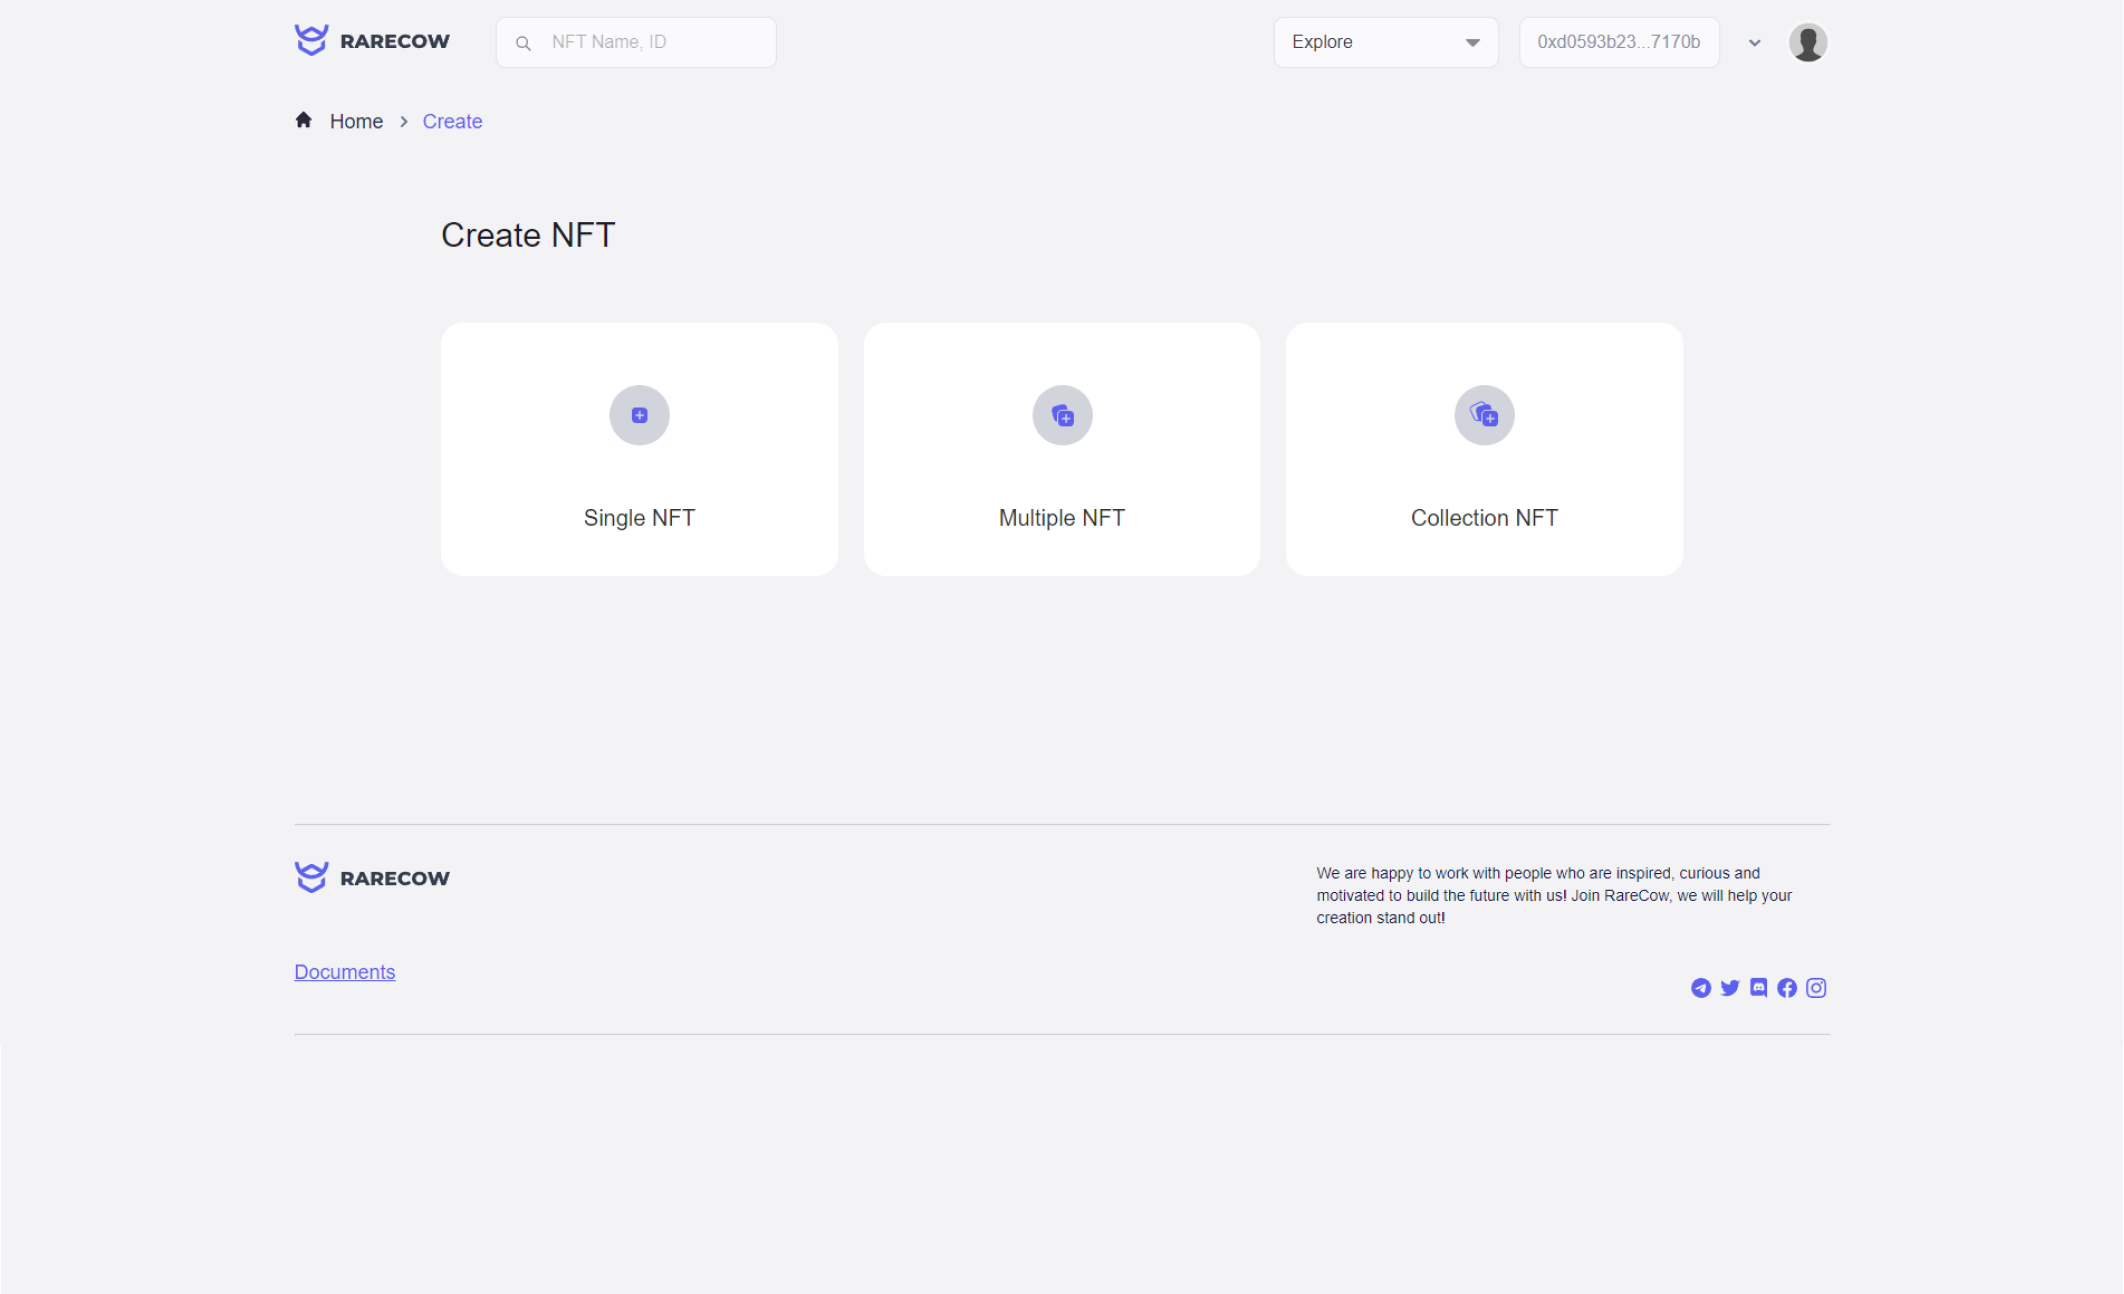 RARECOW
NFT Name, ID
Explore
0xd0593b23...7170b
Home > Create
Create NFT
Single NFT
Multiple NFT
Collection NFT
RARECOW
We are happy to work with people who are inspired, curious and
motivated to build the future with us! Join RareCow, we will help your
creation stand out!
Documents